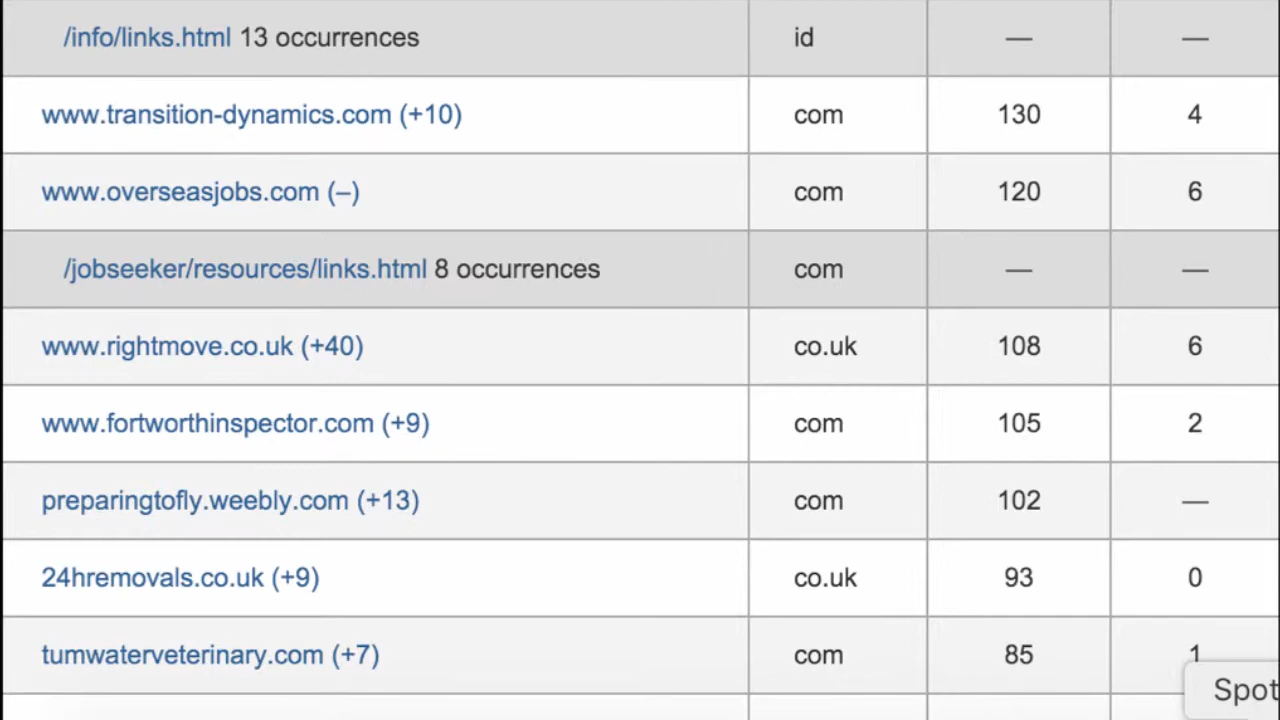 /info/links.html 13 occurrences id — —
www.transition-dynamics.com (+10) com 130 4
www.overseasjobs.com (–) com 120 6
/jobseeker/resources/links.html 8 occurrences com — —
www.rightmove.co.uk (+40) co.uk 108 6
www.fortworthinspector.com (+9) com 105 2
preparingtofly.weebly.com (+13) com 102 —
24hremovals.co.uk (+9) co.uk 93 0
tumwaterveterinary.com (+7) com 85 1
Spot